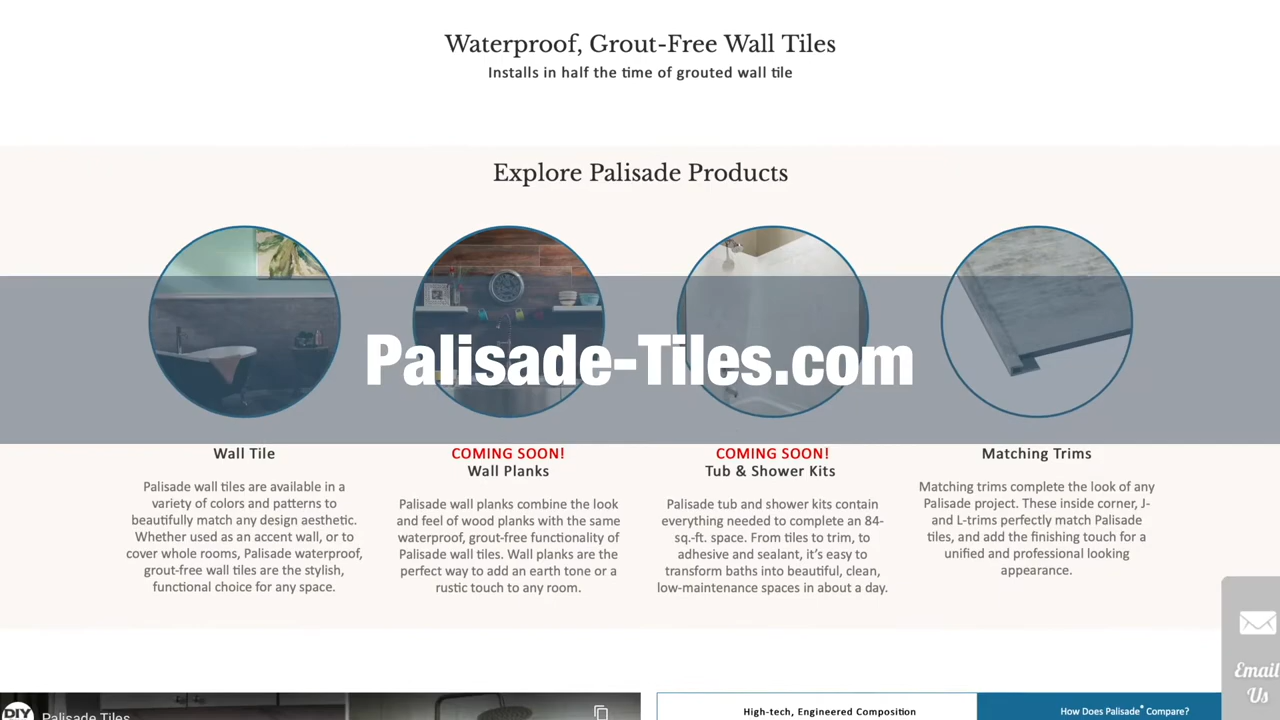 Waterproof, Grout-Free Wall Tiles
Installs in half the time of grouted wall tile
Explore Palisade Products
Palisade-Tiles.com
Wall Tile
Palisade wall tiles are available in a
variety of colors and patterns to
beautifully match any design aesthetic.
Whether used as an accent wall, or to
cover whole rooms, Palisade waterproof,
grout-free wall tiles are the stylish,
functional choice for any space.
COMING SOON!
Wall Planks
Palisade wall planks combine the look
and feel of wood planks with the same
waterproof, grout-free functionality of
Palisade wall tiles. Wall planks are the
perfect way to add an earth tone or a
rustic touch to any room.
COMING SOON!
Tub & Shower Kits
Palisade tub and shower kits contain
everything needed to complete an 84-
sq.-ft. space. From tiles to trim, to
adhesive and sealant, it's easy to
transform baths into beautiful, clean,
low-maintenance spaces in about a day.
Matching Trims
Matching trims complete the look of any
Palisade project. These inside corner, J-
and L-trims perfectly match Palisade
tiles, and add the finishing touch for a
unified and professional looking
appearance.
Email
Us
DIY
Palisade Tiles
High-tech, Engineered Composition
How Does Palisade® Compare?